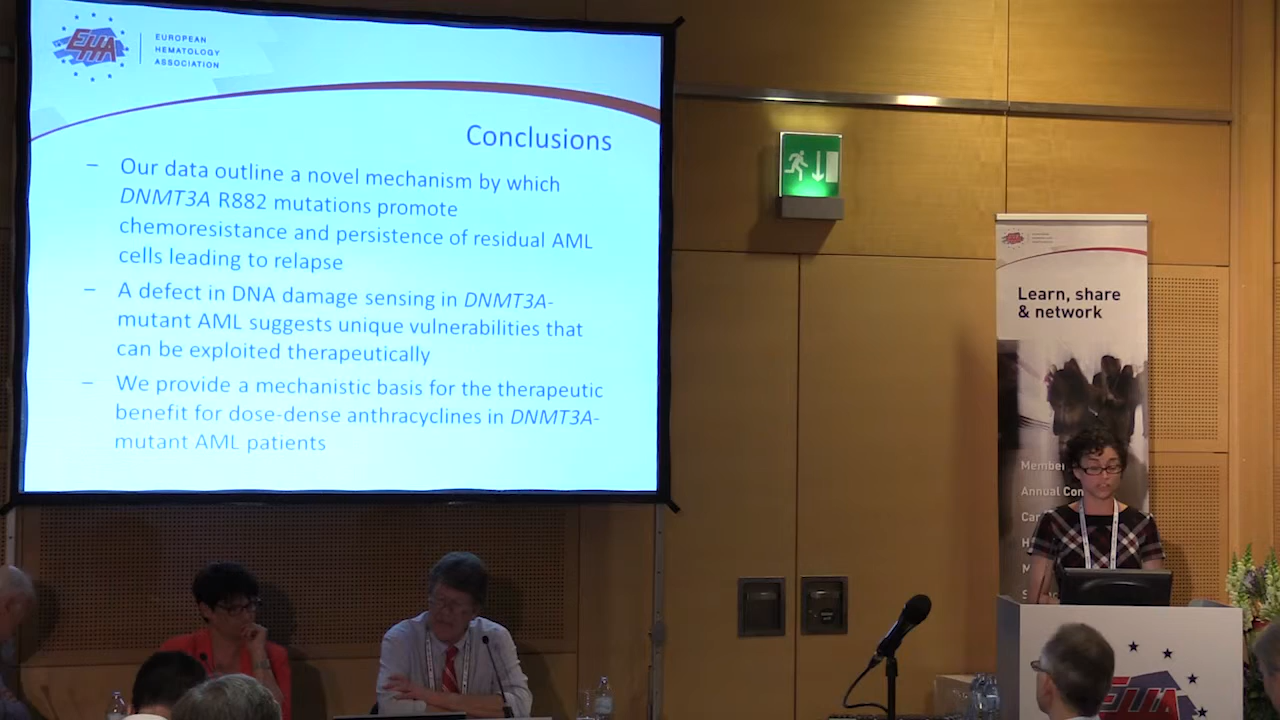 EHA
EUROPEAN
HEMATOLOGY
ASSOCIATION
Conclusions
– Our data outline a novel mechanism by which
DNMT3A R882 mutations promote
chemoresistance and persistence of residual AML
cells leading to relapse
– A defect in DNA damage sensing in DNMT3A-
mutant AML suggests unique vulnerabilities that
can be exploited therapeutically
– We provide a mechanistic basis for the therapeutic
benefit for dose-dense anthracyclines in DNMT3A-
mutant AML patients
Learn, share
& network
Member
Annual Con
Car
H
M
S
EHA